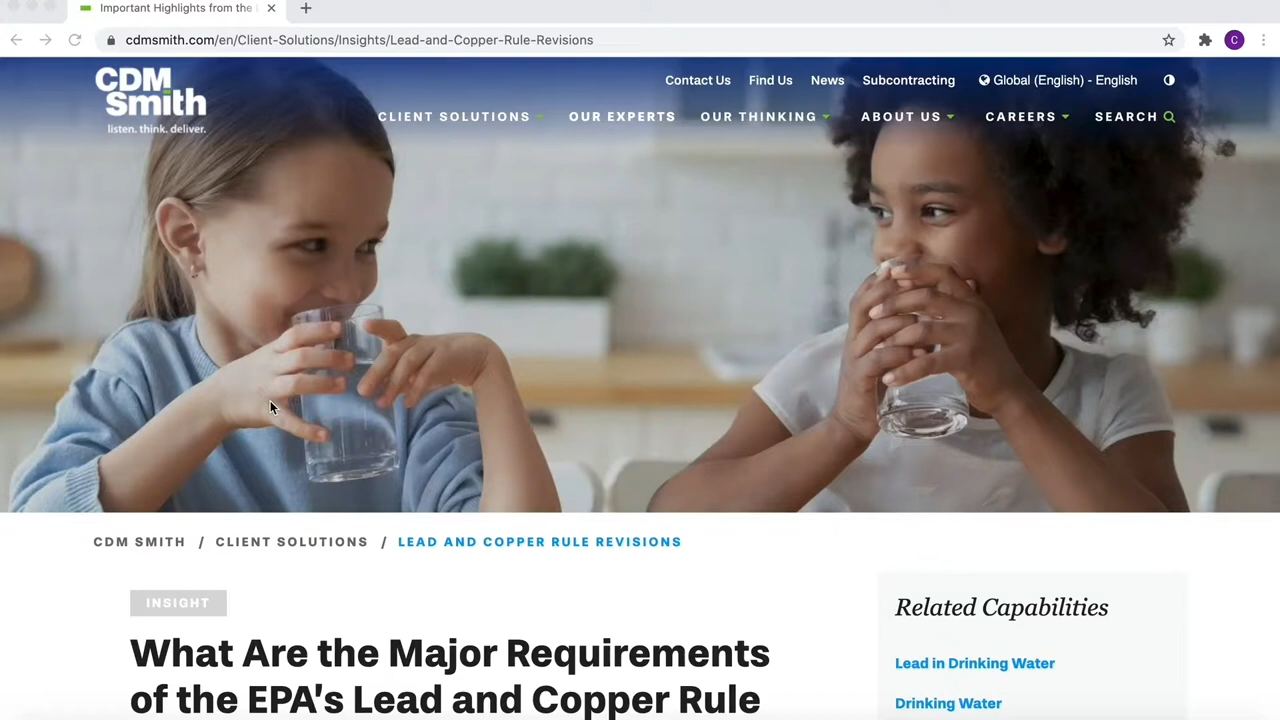 Important Highlights from the
cdmsmith.com/en/Client-Solutions/Insights/Lead-and-Copper-Rule-Revisions
C
CDM
Smith
listen. think. deliver.
Contact Us Find Us News Subcontracting Global (English) - English
CLIENT SOLUTIONS OUR EXPERTS OUR THINKING ABOUT US CAREERS SEARCH
CDM SMITH / CLIENT SOLUTIONS / LEAD AND COPPER RULE REVISIONS
INSIGHT
What Are the Major Requirements
of the EPA's Lead and Copper Rule
Related Capabilities
Lead in Drinking Water
Drinking Water